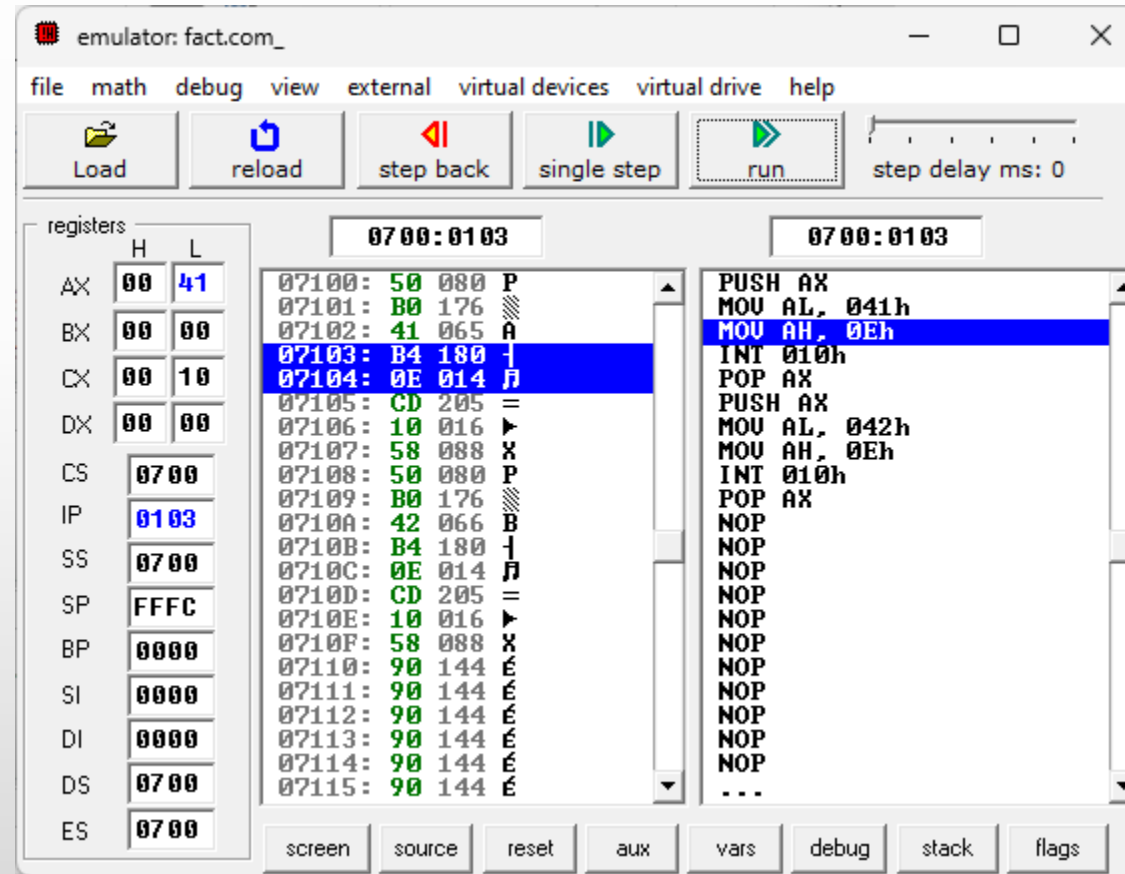 emulator: fact.com_
file math debug view external virtual devices virtual drive help
Load reload step back single step run step delay ms: 0
registers
H L
0700:0103 0700:0103
AX 00 41
BX 00 00
CX 00 10
DX 00 00
CS 0700
IP 0103
SS 0700
SP FFFC
BP 0000
SI 0000
DI 0000
DS 0700
ES 0700
07100: 50 080 P
07101: B0 176 ▒
07102: 41 065 A
07103: B4 180 ┤
07104: 0E 014 ♫
07105: CD 205 =
07106: 10 016 ►
07107: 58 088 X
07108: 50 080 P
07109: B0 176 ▒
0710A: 42 066 B
0710B: B4 180 ┤
0710C: 0E 014 ♫
0710D: CD 205 =
0710E: 10 016 ►
0710F: 58 088 X
07110: 90 144 É
07111: 90 144 É
07112: 90 144 É
07113: 90 144 É
07114: 90 144 É
07115: 90 144 É
PUSH AX
MOV AL, 041h
MOV AH, 0Eh
INT 010h
POP AX
PUSH AX
MOV AL, 042h
MOV AH, 0Eh
INT 010h
POP AX
NOP
NOP
NOP
NOP
NOP
NOP
NOP
NOP
NOP
NOP
NOP
...
screen source reset aux vars debug stack flags